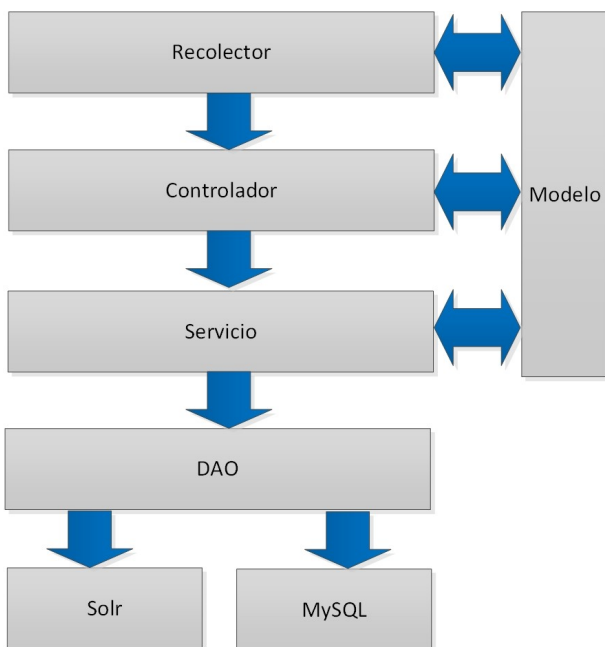 Recolector
Controlador
Modelo
Servicio
DAO
Solr
MySQL